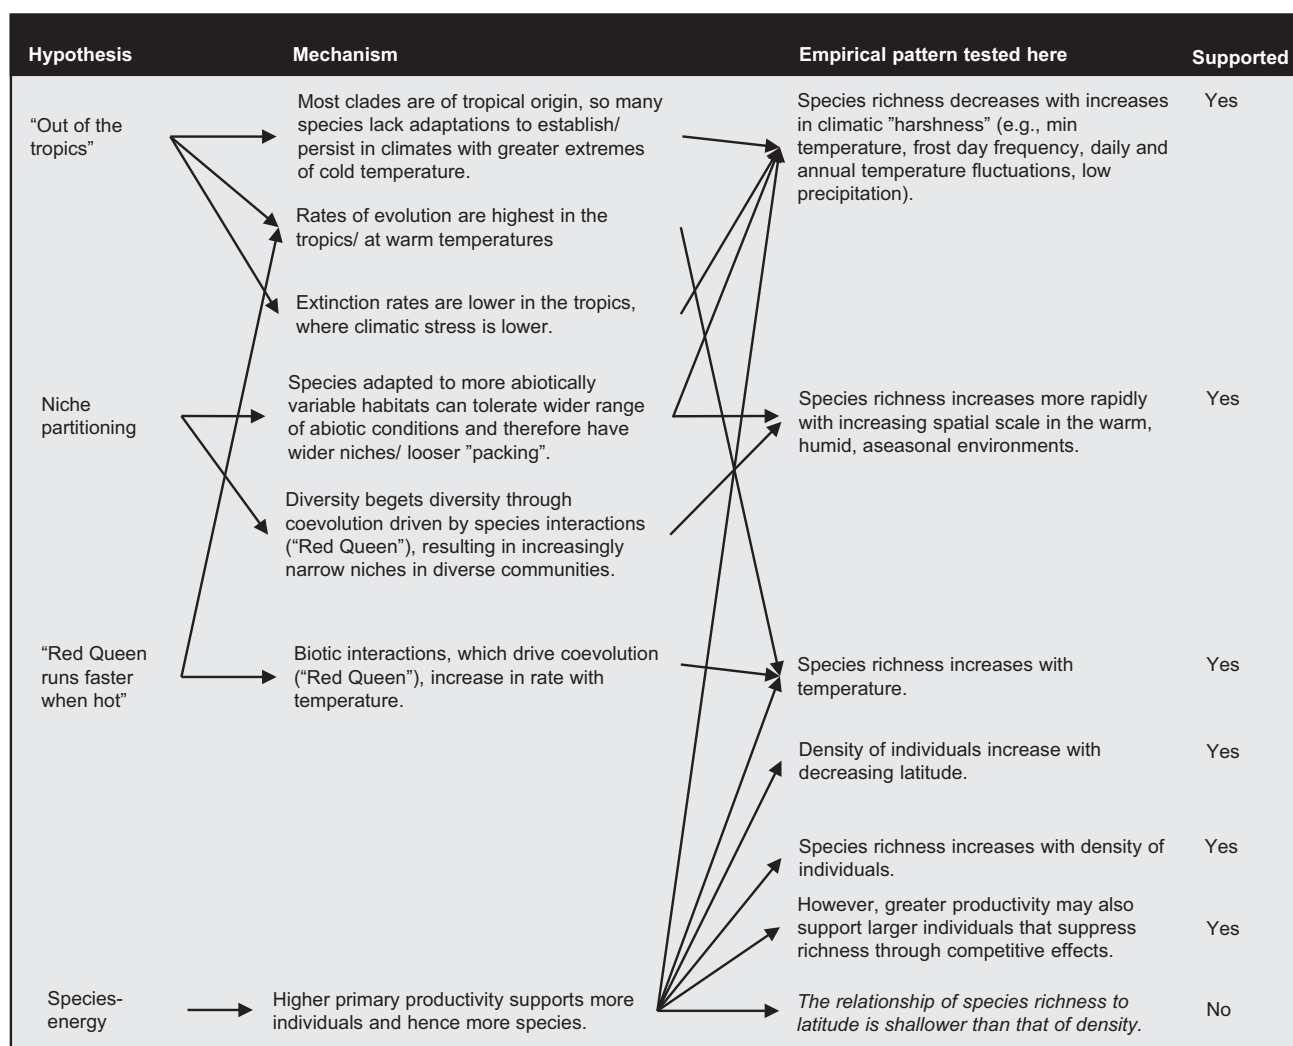 Hypothesis
Mechanism
Empirical pattern tested here
Supported
“Out of the
tropics”
Most clades are of tropical origin, so many
species lack adaptations to establish/
persist in climates with greater extremes
of cold temperature.
Species richness decreases with increases
in climatic ”harshness” (e.g., min
temperature, frost day frequency, daily and
annual temperature fluctuations, low
precipitation).
Yes
Rates of evolution are highest in the
tropics/ at warm temperatures
Extinction rates are lower in the tropics,
where climatic stress is lower.
Niche
partitioning
Species adapted to more abiotically
variable habitats can tolerate wider range
of abiotic conditions and therefore have
wider niches/ looser ”packing”.
Species richness increases more rapidly
with increasing spatial scale in the warm,
humid, aseasonal environments.
Yes
Diversity begets diversity through
coevolution driven by species interactions
(“Red Queen”), resulting in increasingly
narrow niches in diverse communities.
“Red Queen
runs faster
when hot”
Biotic interactions, which drive coevolution
(“Red Queen”), increase in rate with
temperature.
Species richness increases with
temperature.
Yes
Density of individuals increase with
decreasing latitude.
Yes
Species richness increases with density of
individuals.
Yes
However, greater productivity may also
support larger individuals that suppress
richness through competitive effects.
Yes
Species-
energy
Higher primary productivity supports more
individuals and hence more species.
The relationship of species richness to
latitude is shallower than that of density.
No